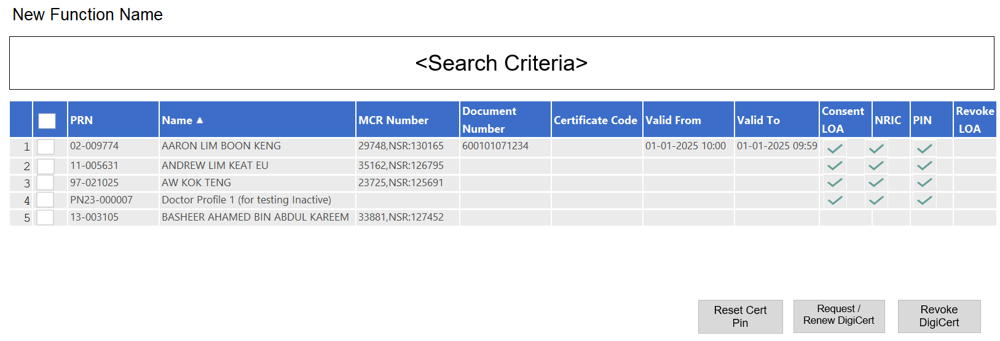 New Function Name
<Search Criteria>
PRN Name ▲ MCR Number Document Number Certificate Code Valid From Valid To Consent LOA NRIC PIN Revoke LOA
1 02-009774 AARON LIM BOON KENG 29748,NSR:130165 600101071234 01-01-2025 10:00 01-01-2025 09:59 ✓ ✓ ✓
2 11-005631 ANDREW LIM KEAT EU 35162,NSR:126795 ✓ ✓ ✓
3 97-021025 AW KOK TENG 23725,NSR:125691 ✓ ✓ ✓
4 PN23-000007 Doctor Profile 1 (for testing Inactive) ✓ ✓ ✓
5 13-003105 BASHEER AHAMED BIN ABDUL KAREEM 33881,NSR:127452
Reset Cert
Pin
Request /
Renew DigiCert
Revoke
DigiCert